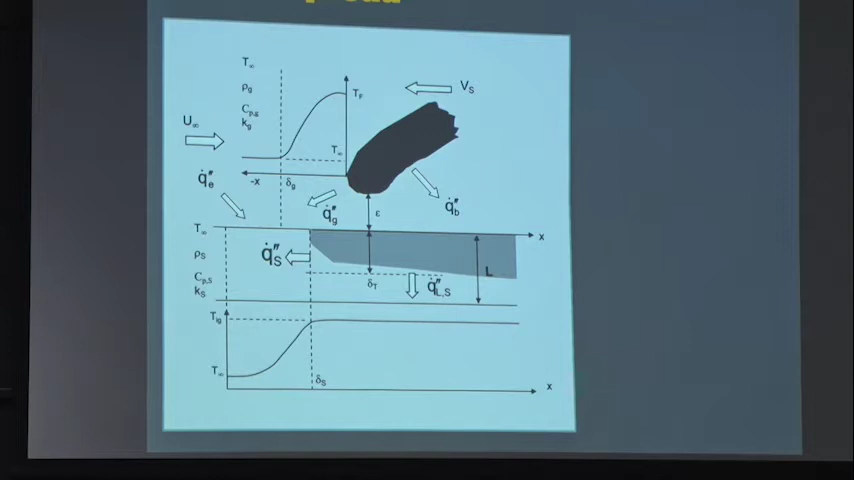 T∞
ρg
Cp,g
kg
TF
VS
U∞
T∞
-x
δg
q̇″e
q̇″g
q̇″b
ε
T∞
x
q̇″S
ρS
Cp,S
kS
L
δT
q̇″L,S
Tig
T∞
δS
x